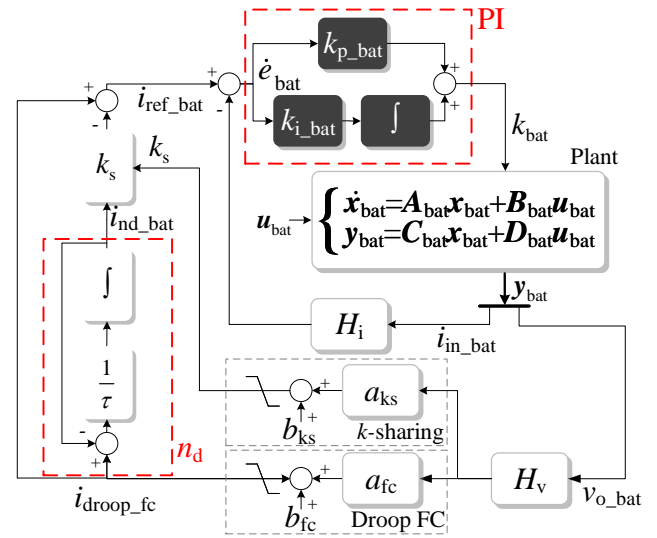 PI
k_p_bat
+
+
ė_bat
+
+
i_ref_bat
-
-
k_i_bat
∫
+
k_bat
k_s
k_s
Plant
u_bat
ẋ_bat=A_bat x_bat+B_bat u_bat
y_bat=C_bat x_bat+D_bat u_bat
i_nd_bat
∫
y_bat
H_i
i_in_bat
1/τ
+
a_ks
b_ks
+
k-sharing
-
n_d
+
+
a_fc
H_v
i_droop_fc
b_fc
+
Droop FC
v_o_bat